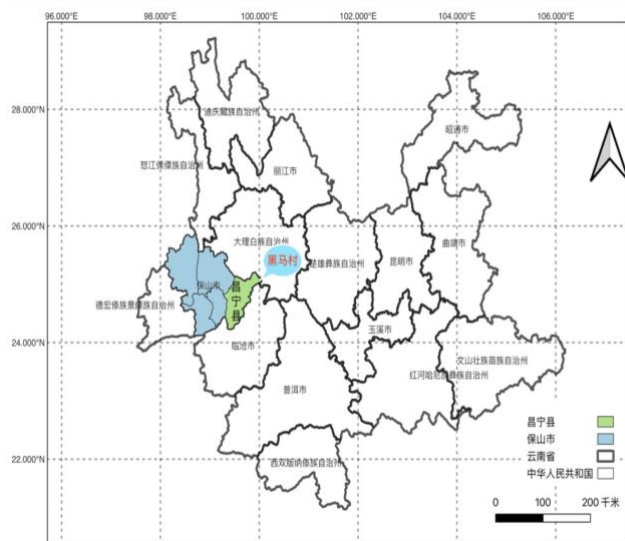 96.000°E 98.000°E 100.000°E 102.000°E 104.000°E 106.000°E
28.000°N
26.000°N
24.000°N
22.000°N
迪庆藏族自治州
昭通市
怒江傈僳族自治州
丽江市
大理白族自治州
黑马村
楚雄彝族自治州
昆明市
曲靖市
保山市
昌宁县
德宏傣族景颇族自治州
临沧市
玉溪市
文山壮族苗族自治州
红河哈尼族彝族自治州
普洱市
西双版纳傣族自治州
昌宁县
保山市
云南省
中华人民共和国
0 100 200 千米